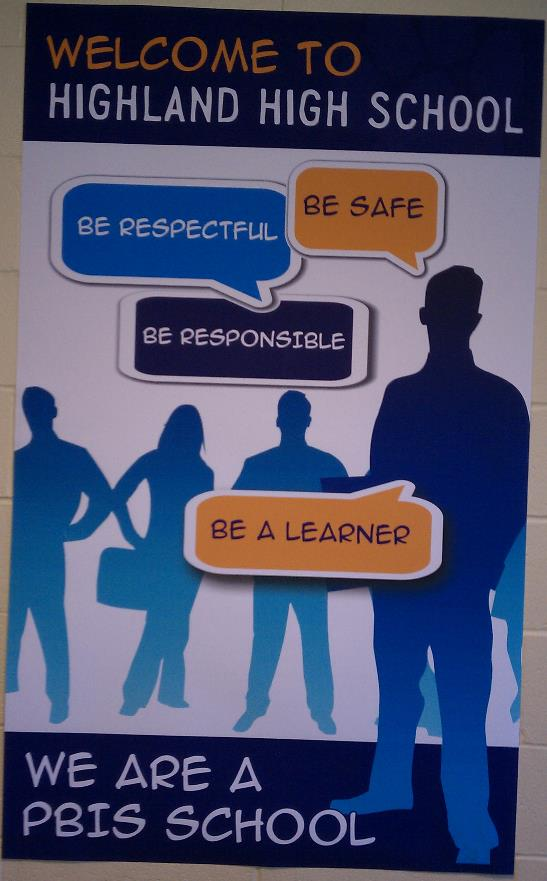 WELCOME TO
HIGHLAND HIGH SCHOOL
BE RESPECTFUL
BE SAFE
BE RESPONSIBLE
BE A LEARNER
WE ARE A
PBIS SCHOOL